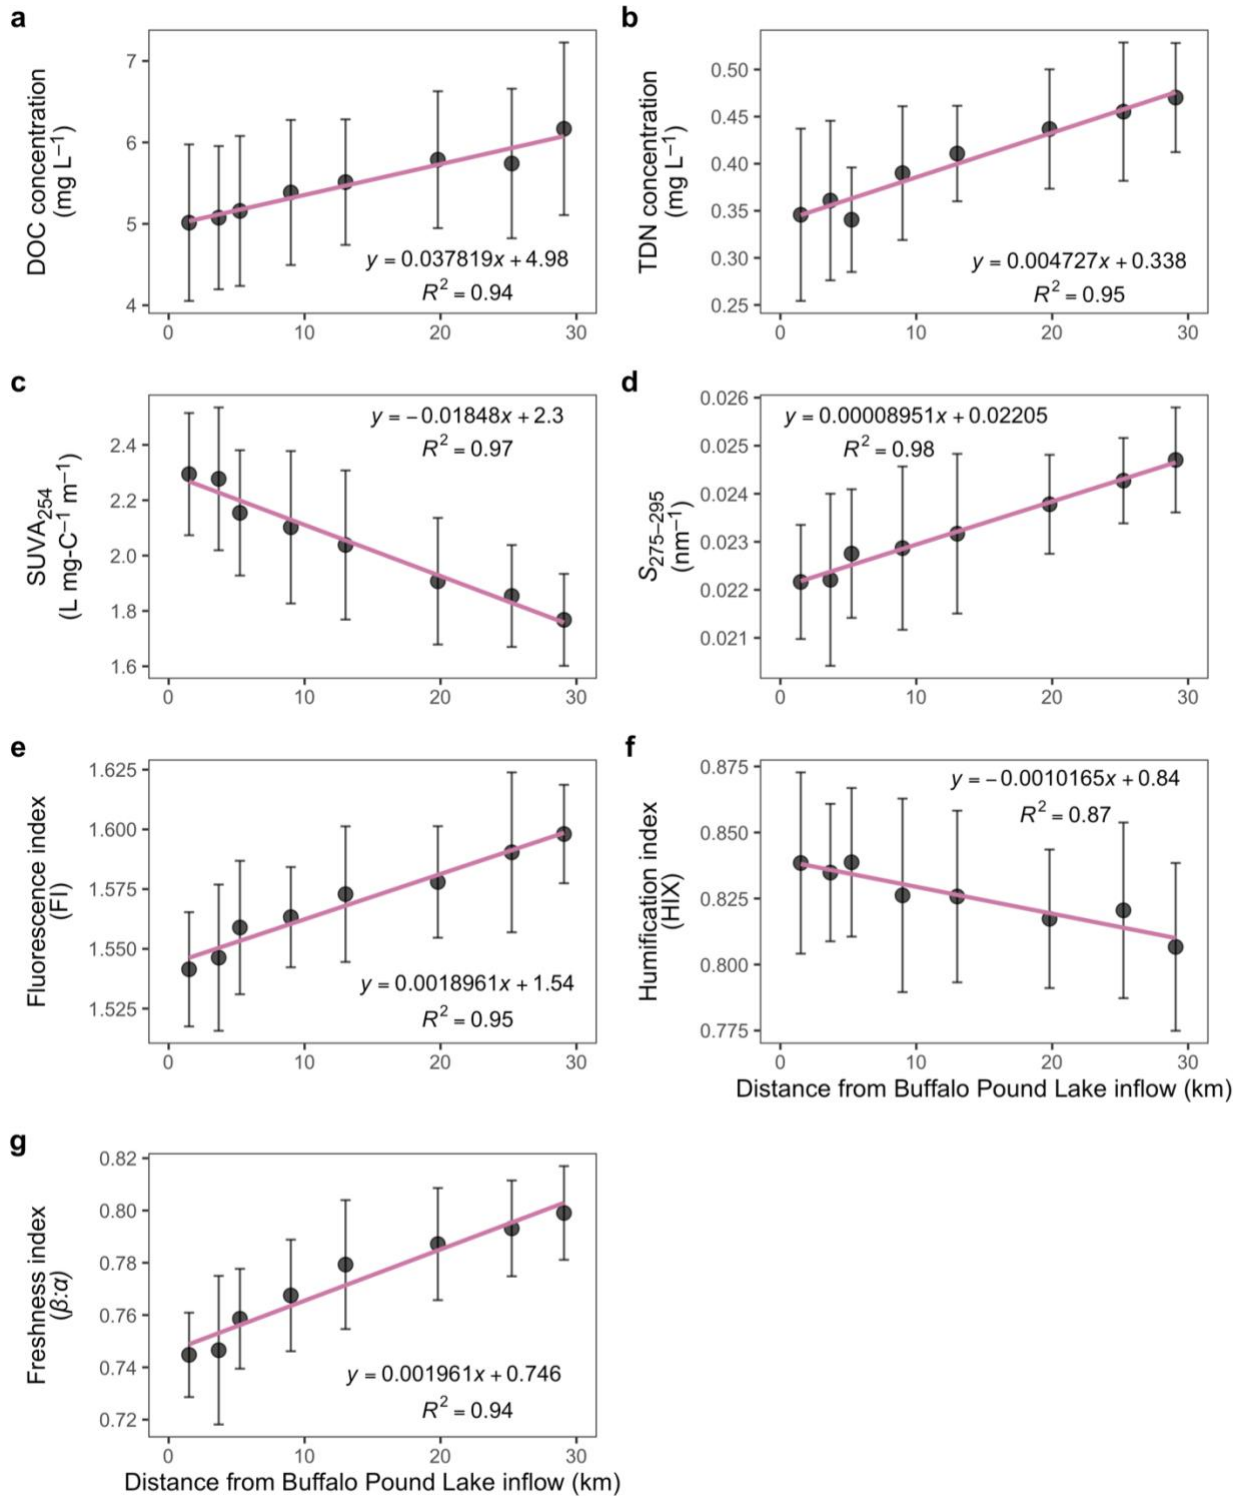 a
DOC concentration
(mg L⁻¹)
7
6
5
4
y = 0.037819x + 4.98
R² = 0.94
0 10 20 30
b
TDN concentration
(mg L⁻¹)
0.50
0.45
0.40
0.35
0.30
0.25
y = 0.004727x + 0.338
R² = 0.95
0 10 20 30
c
SUVA₂₅₄
(L mg-C⁻¹ m⁻¹)
2.4
2.2
2.0
1.8
1.6
y = −0.01848x + 2.3
R² = 0.97
0 10 20 30
d
S₂₇₅₋₂₉₅
(nm⁻¹)
0.026
0.025
0.024
0.023
0.022
0.021
y = 0.00008951x + 0.02205
R² = 0.98
0 10 20 30
e
Fluorescence index
(FI)
1.625
1.600
1.575
1.550
1.525
y = 0.0018961x + 1.54
R² = 0.95
0 10 20 30
f
Humification index
(HIX)
0.875
0.850
0.825
0.800
0.775
y = −0.0010165x + 0.84
R² = 0.87
0 10 20 30
Distance from Buffalo Pound Lake inflow (km)
g
Freshness index
(β:α)
0.82
0.80
0.78
0.76
0.74
0.72
y = 0.001961x + 0.746
R² = 0.94
0 10 20 30
Distance from Buffalo Pound Lake inflow (km)